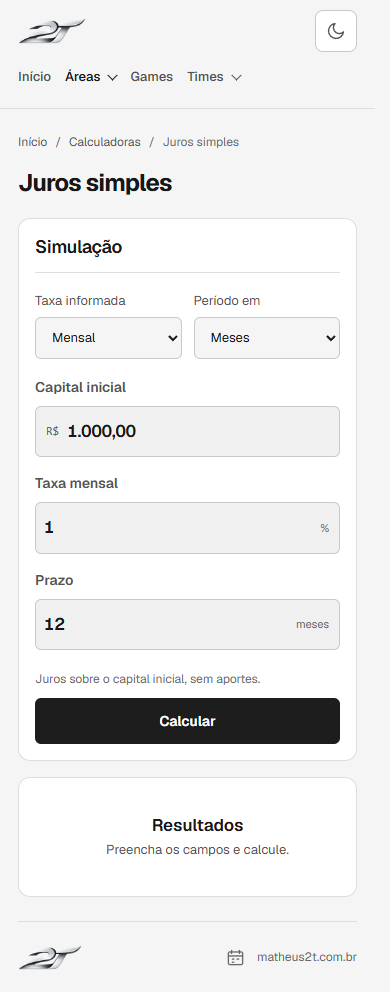 2T
Início Áreas Games Times
Início / Calculadoras / Juros simples
Juros simples
Simulação
Taxa informada Período em
Mensal Meses
Capital inicial
R$ 1.000,00
Taxa mensal
1 %
Prazo
12 meses
Juros sobre o capital inicial, sem aportes.
Calcular
Resultados
Preencha os campos e calcule.
2T matheus2t.com.br